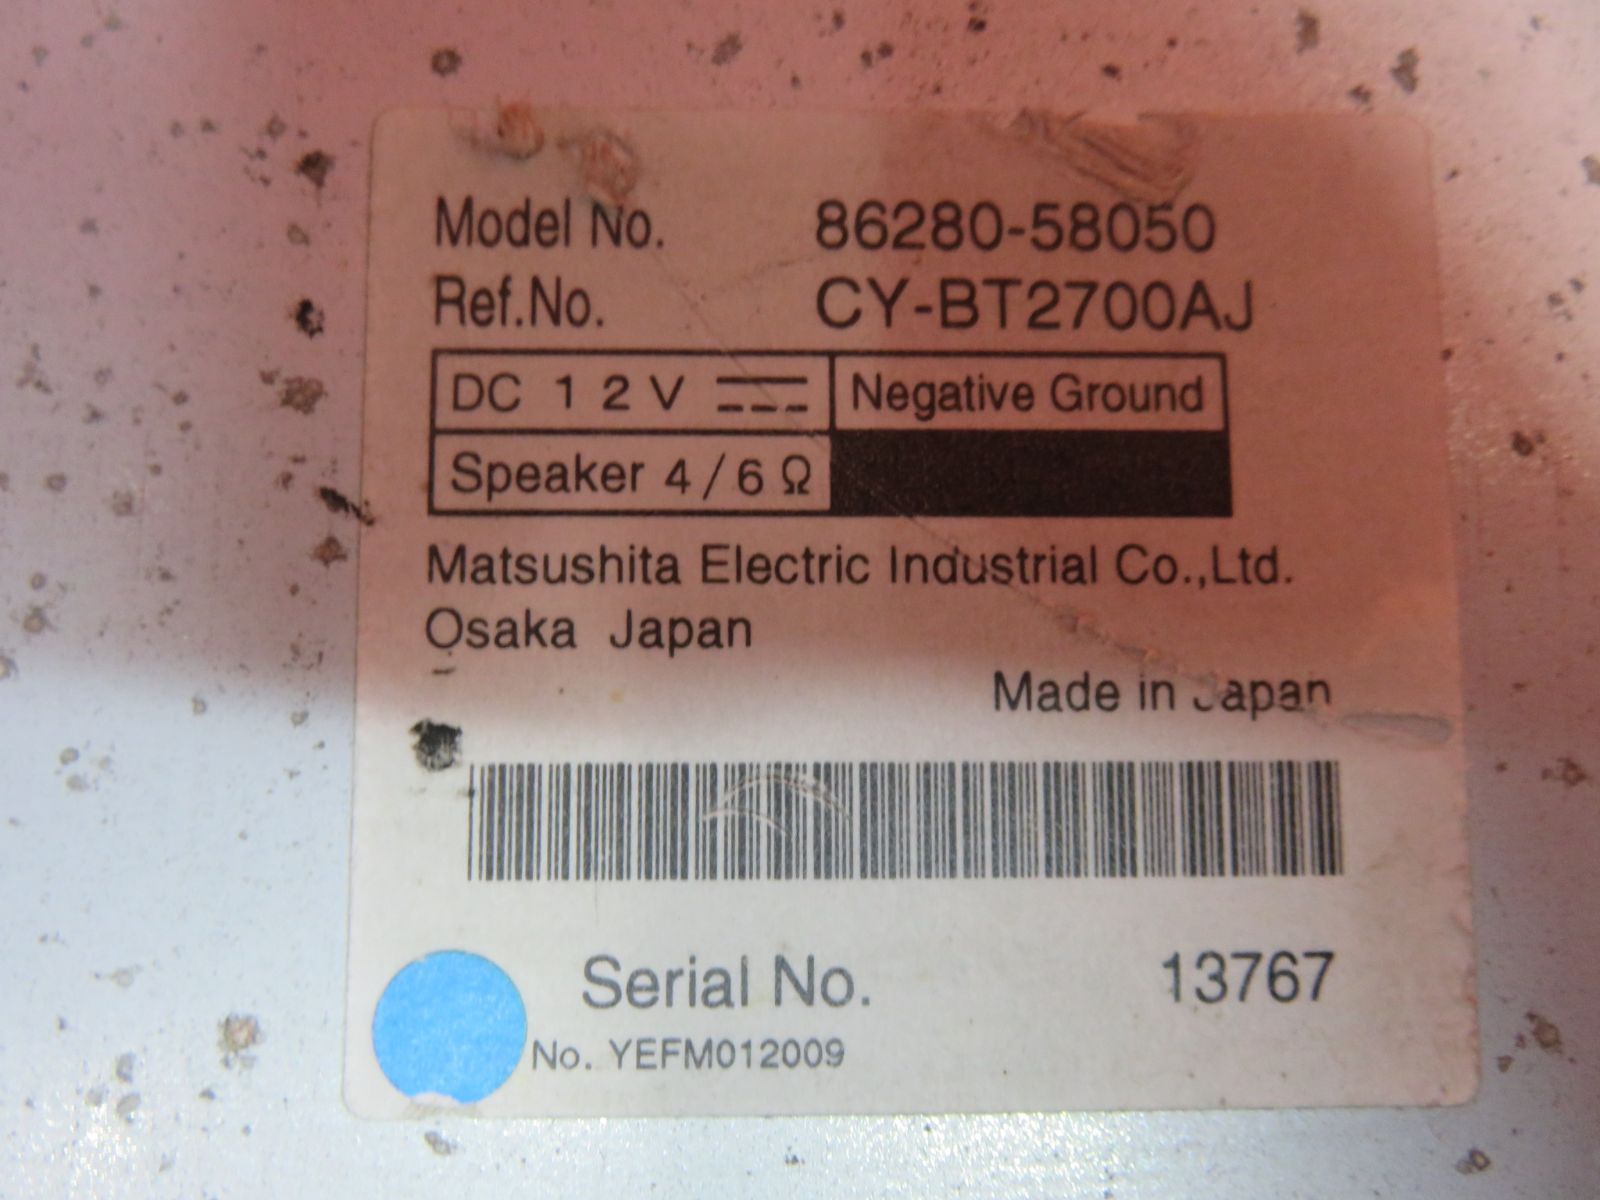 Model No. 86280-58050
Ref.No. CY-BT2700AJ
DC 12V Negative Ground
Speaker 4/6Ω
Matsushita Electric Industrial Co.,Ltd.
Osaka Japan
Made in Japan
Serial No. 13767
No. YEFM012009